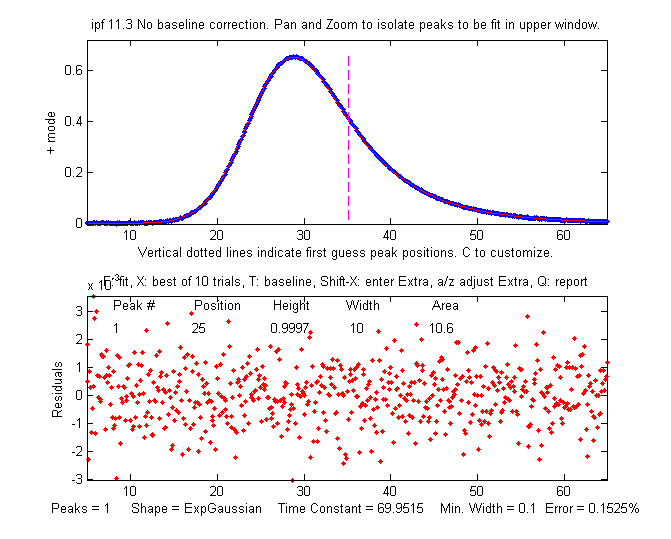 ipf 11.3 No baseline correction. Pan and Zoom to isolate peaks to be fit in upper window.
0.6
0.4
0.2
0
+ mode
10 20 30 40 50 60
Vertical dotted lines indicate first guess peak positions. C to customize.
x 10 -3
F: fit, X: best of 10 trials, T: baseline, Shift-X: enter Extra, a/z adjust Extra, Q: report
Peak # Position Height Width Area
1 25 0.9997 10 10.6
3
2
1
0
-1
-2
-3
Residuals
10 20 30 40 50 60
Peaks = 1 Shape = ExpGaussian Time Constant = 69.9515 Min. Width = 0.1 Error = 0.1525%